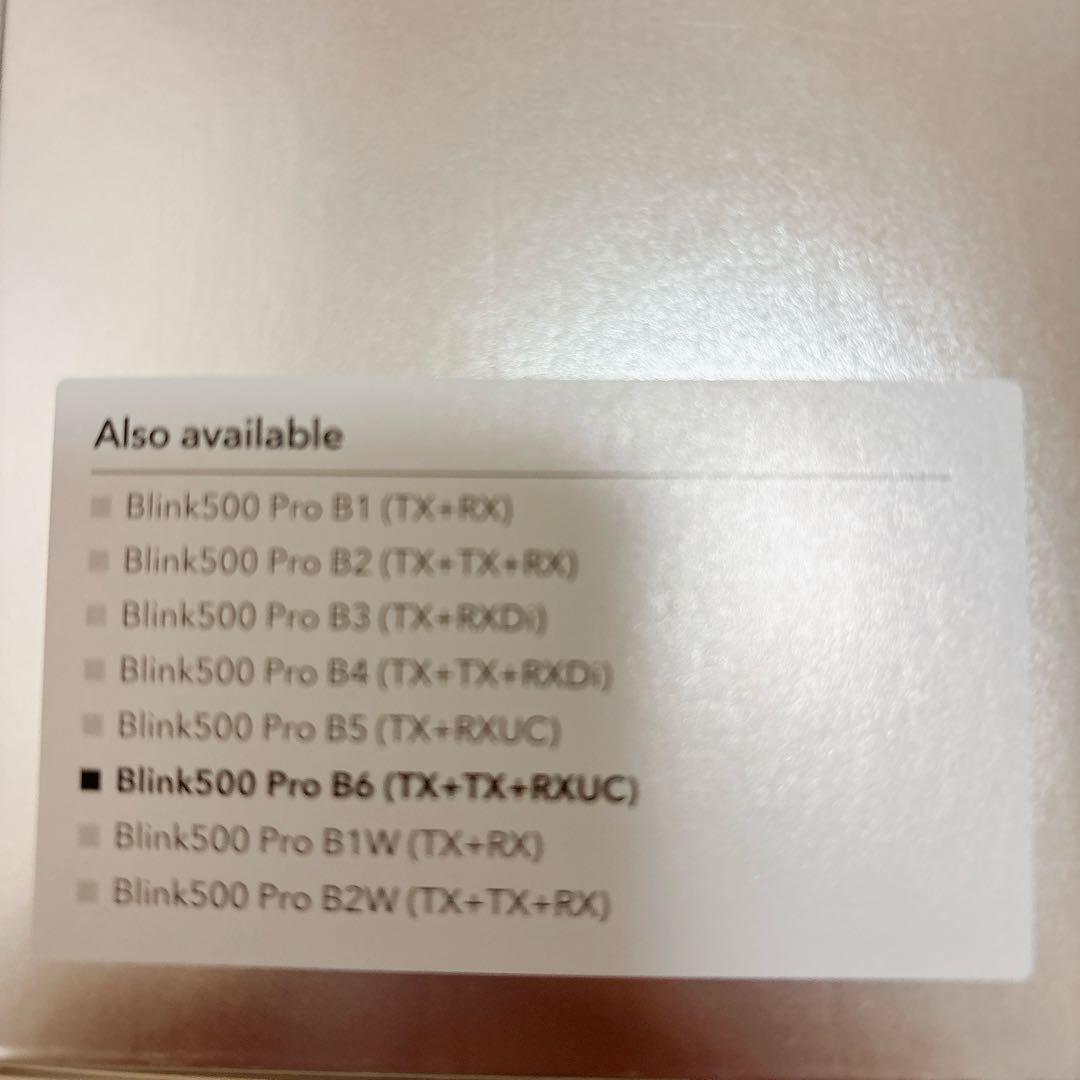 Also available
Blink500 Pro B1 (TX+RX)
Blink500 Pro B2 (TX+TX+RX)
Blink500 Pro B3 (TX+RXDi)
Blink500 Pro B4 (TX+TX+RXDi)
Blink500 Pro B5 (TX+RXUC)
Blink500 Pro B6 (TX+TX+RXUC)
Blink500 Pro B1W (TX+RX)
Blink500 Pro B2W (TX+TX+RX)